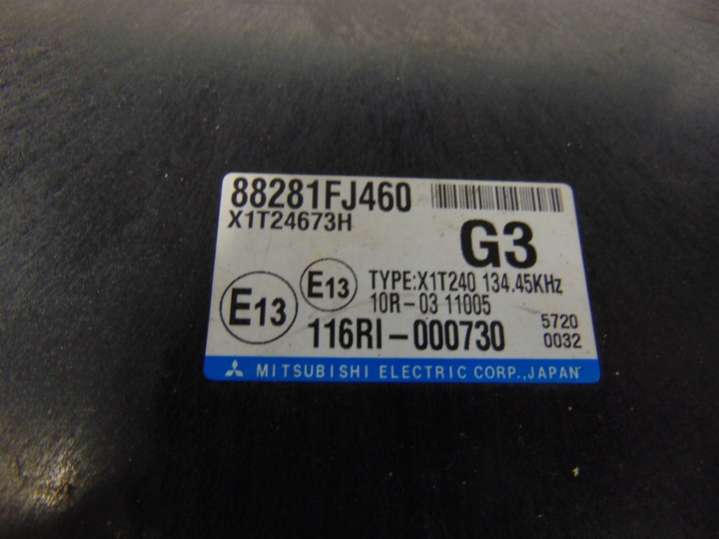 88281FJ460
X1T24673H
G3
TYPE:X1T240 134.45KHz
E13
E13
10R-03 11005
116RI-000730
5720
0032
MITSUBISHI ELECTRIC CORP.,JAPAN